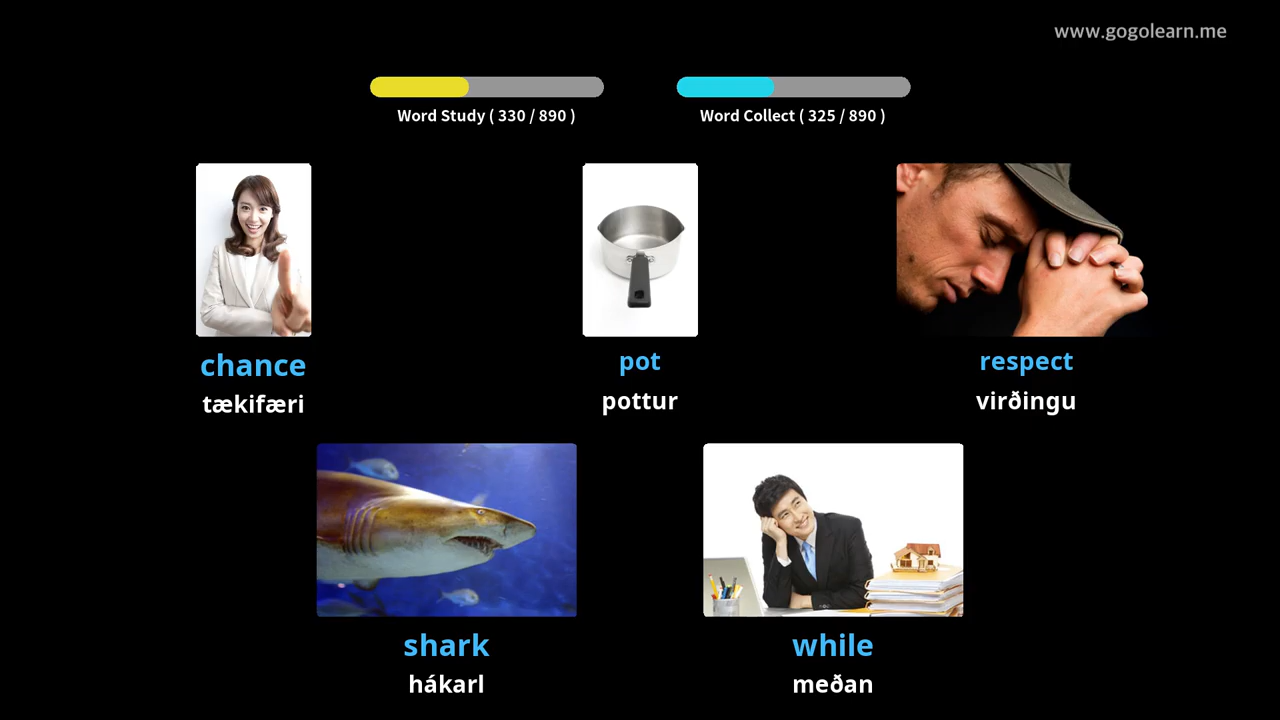 www.gogolearn.me
Word Study ( 330 / 890 )
Word Collect ( 325 / 890 )
chance
tækifæri
pot
pottur
respect
virðingu
shark
hákarl
while
meðan